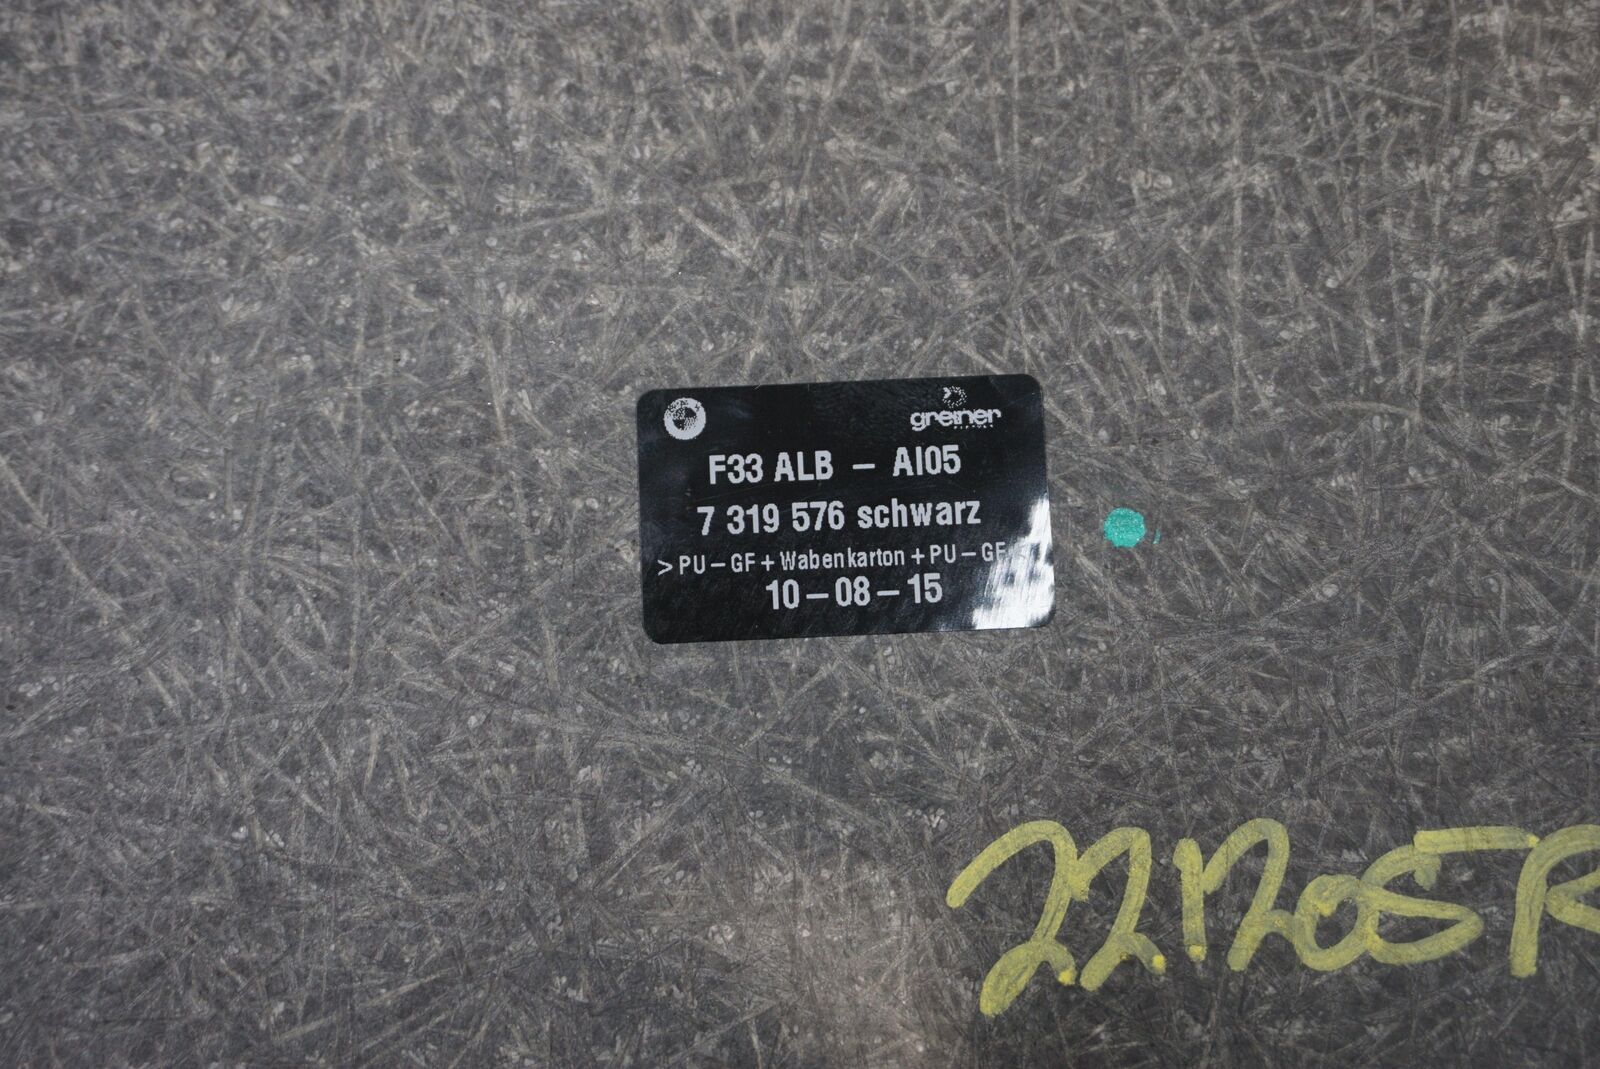 greiner
F33 ALB – AI05
7 319 576 schwarz
>PU–GF+Wabenkarton+PU–GF
10–08–15
221205R